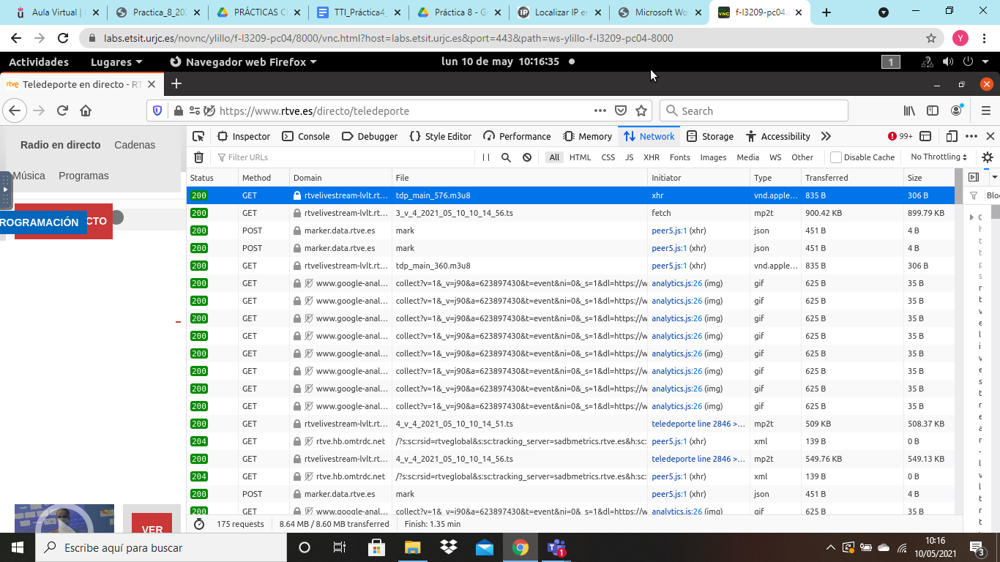 Aula Virtual |
Practica_8_202
PRÁCTICAS C
TTI_Práctica4_
Práctica 8 - G
Localizar IP en
Microsoft Wo
f-l3209-pc04.
labs.etsit.urjc.es/novnc/ylillo/f-l3209-pc04/8000/vnc.html?host=labs.etsit.urjc.es&port=443&path=ws-ylillo-f-l3209-pc04-8000
Y
Actividades Lugares Navegador web Firefox lun 10 de may 10:16:35 1
rtve Teledeporte en directo - RT
https://www.rtve.es/directo/teledeporte
Search
Radio en directo Cadenas
Música Programas
ROGRAMACIÓN
CTO
VER
Inspector Console Debugger Style Editor Performance Memory Network Storage Accessibility 99+
Filter URLs All HTML CSS JS XHR Fonts Images Media WS Other Disable Cache No Throttling
Status Method Domain File Initiator Type Transferred Size
200 GET rtvelivestream-lvlt.rt... tdp_main_576.m3u8 xhr vnd.apple... 835 B 306 B
200 GET rtvelivestream-lvlt.rt... 3_v_4_2021_05_10_10_14_56.ts fetch mp2t 900.42 KB 899.79 KB
200 POST marker.data.rtve.es mark peer5.js:1 (xhr) json 451 B 4 B
200 POST marker.data.rtve.es mark peer5.js:1 (xhr) json 451 B 4 B
200 GET rtvelivestream-lvlt.rt... tdp_main_360.m3u8 peer5.js:1 (xhr) vnd.apple... 835 B 306 B
200 GET www.google-anal... collect?v=1&_v=j90&a=623897430&t=event&ni=0&_s=1&dl=https://w analytics.js:26 (img) gif 625 B 35 B
200 GET www.google-anal... collect?v=1&_v=j90&a=623897430&t=event&ni=0&_s=1&dl=https://w analytics.js:26 (img) gif 625 B 35 B
200 GET www.google-anal... collect?v=1&_v=j90&a=623897430&t=event&ni=0&_s=1&dl=https://w analytics.js:26 (img) gif 625 B 35 B
200 GET www.google-anal... collect?v=1&_v=j90&a=623897430&t=event&ni=0&_s=1&dl=https://w analytics.js:26 (img) gif 625 B 35 B
200 GET www.google-anal... collect?v=1&_v=j90&a=623897430&t=event&ni=0&_s=1&dl=https://w analytics.js:26 (img) gif 625 B 35 B
200 GET www.google-anal... collect?v=1&_v=j90&a=623897430&t=event&ni=0&_s=1&dl=https://w analytics.js:26 (img) gif 625 B 35 B
200 GET www.google-anal... collect?v=1&_v=j90&a=623897430&t=event&ni=0&_s=1&dl=https://w analytics.js:26 (img) gif 625 B 35 B
200 GET www.google-anal... collect?v=1&_v=j90&a=623897430&t=event&ni=0&_s=1&dl=https://w analytics.js:26 (img) gif 625 B 35 B
200 GET rtvelivestream-lvlt.rt... 4_v_4_2021_05_10_10_14_51.ts teledeporte line 2846 >... mp2t 509 KB 508.37 KB
204 GET rtve.hb.omtrdc.net /?s:sc:rsid=rtveglobal&s:sc:tracking_server=sadbmetrics.rtve.es&h:sc: peer5.js:1 (xhr) xml 139 B 0 B
200 GET rtvelivestream-lvlt.rt... 4_v_4_2021_05_10_10_14_56.ts teledeporte line 2846 >... mp2t 549.76 KB 549.13 KB
204 GET rtve.hb.omtrdc.net /?s:sc:rsid=rtveglobal&s:sc:tracking_server=sadbmetrics.rtve.es&h:sc: peer5.js:1 (xhr) xml 139 B 0 B
200 POST marker.data.rtve.es mark peer5.js:1 (xhr) json 451 B 4 B
200 GET www.google-anal... collect?v=1&_v=j90&a=623897430&t=event&ni=0&_s=1&dl=https://w analytics.js:26 (img) gif 625 B 35 B
Blo
175 requests 8.64 MB / 8.60 MB transferred Finish: 1.35 min
Escribe aquí para buscar
1
10:16
10/05/2021
3